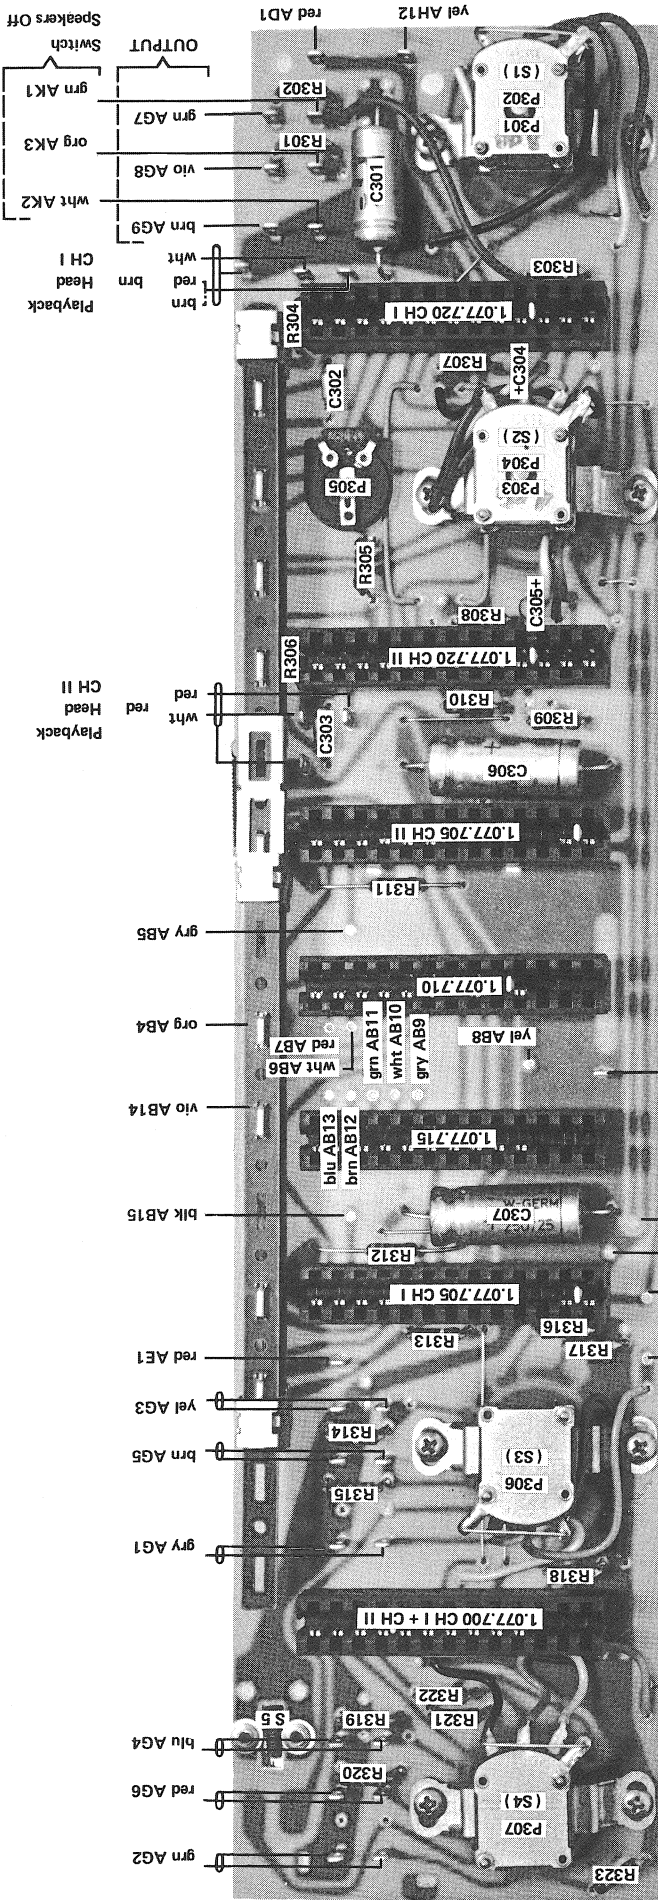 R323
grn AG2
P307
(S4)
red AG6
R320
blu AG4
R321
R319
S 5
R322
1.077.700 CH I + CH II
R318
gry AG1
P306
(S3)
R315
brn AG5
R314
yel AG3
red AE1
R317
R316
R313
1.077.705 CH I
R312
W-GERM
C307
250/25
blk AB15
blu AB13
brn AB12
1.077.715
vio AB14
yel AB8
wht AB6
red AB7
grn AB11
wht AB10
gry AB9
org AB4
1.077.710
gry AB5
R311
1.077.705 CH II
C306
+
R309
R310
C303
Playback
Head
CH II
red
wht
red
1.077.720 CH II
R306
R308
C305+
R305
P303
P304
(S2)
P305
C302
R307
+C304
1.077.720 CH I
R304
R303
Playback
Head
CH I
brn
brn
red
wht
brn AG9
wht AK2
C301
vio AG8
R301
org AK3
grn AG7
R302
grn AK1
P301
P302
(S1)
OUTPUT
Switch
Speakers Off
red AD1
yel AH12